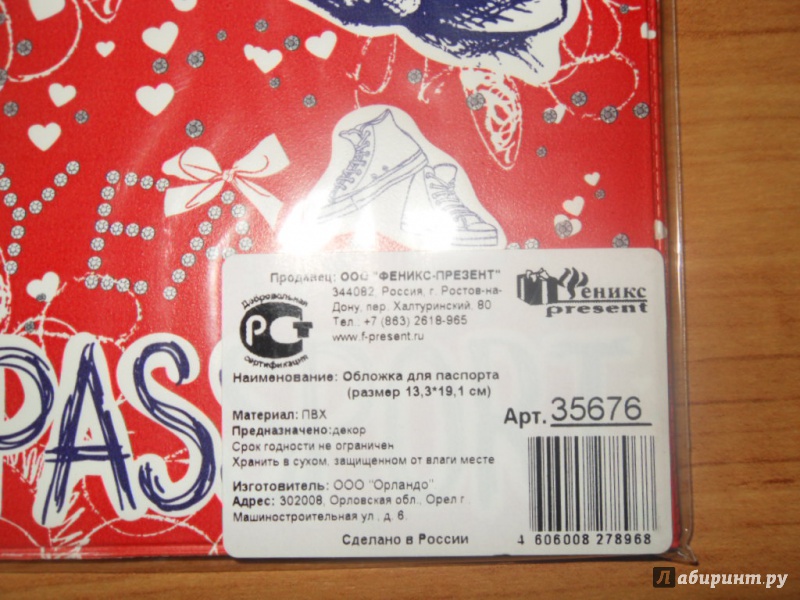 YES
PASS
Продавец: ООО "ФЕНИКС-ПРЕЗЕНТ"
344082, Россия, г. Ростов-на-
Дону, пер. Халтуринский, 80
Тел.: +7 (863) 2618-965
www.f-present.ru
Феникс
present
Добровольная
РСТ
сертификация
Наименование: Обложка для паспорта
(размер 13,3*19,1 см)
Материал: ПВХ
Предназначено:декор
Срок годности не ограничен
Хранить в сухом, защищенном от влаги месте
Арт. 35676
Изготовитель: ООО "Орландо"
Адрес: 302008, Орловская обл., Орел г.
Машиностроительная ул., д. 6.
Сделано в России
4 606008 278968
Лабиринт.ру